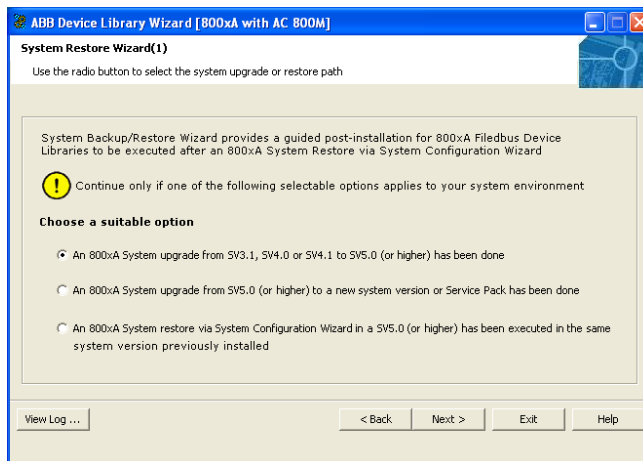 ABB Device Library Wizard [800xA with AC 800M]
System Restore Wizard(1)
Use the radio button to select the system upgrade or restore path
System Backup/Restore Wizard provides a guided post-installation for 800xA Filedbus Device
Libraries to be executed after an 800xA System Restore via System Configuration Wizard
! Continue only if one of the following selectable options applies to your system environment
Choose a suitable option
An 800xA System upgrade from SV3.1, SV4.0 or SV4.1 to SV5.0 (or higher) has been done
An 800xA System upgrade from SV5.0 (or higher) to a new system version or Service Pack has been done
An 800xA System restore via System Configuration Wizard in a SV5.0 (or higher) has been executed in the same
system version previously installed
View Log ... < Back Next > Exit Help